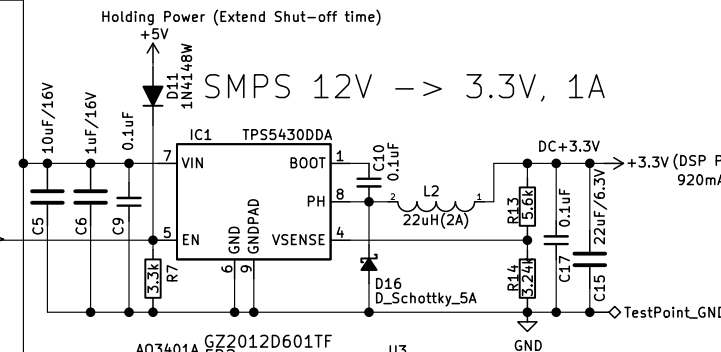 Holding Power (Extend Shut-off time)
+5V
D11
1N4148W
SMPS 12V -> 3.3V, 1A
10uF/16V
1uF/16V
0.1uF
IC1
TPS5430DDA
C10
0.1uF
DC+3.3V
7
VIN
BOOT
1
+3.3V (DSP P
920mA
PH
8
2
L2
1
22uH(2A)
R13
5.6k
0.1uF
22uF/6.3V
C5
C6
C9
5
EN
GND
GNDPAD
VSENSE
4
6
9
3.3k
R7
D16
D_Schottky_5A
R14
3.24k
C17
C15
TestPoint_GND
GND
AO3401A
GZ2012D601TF
U3